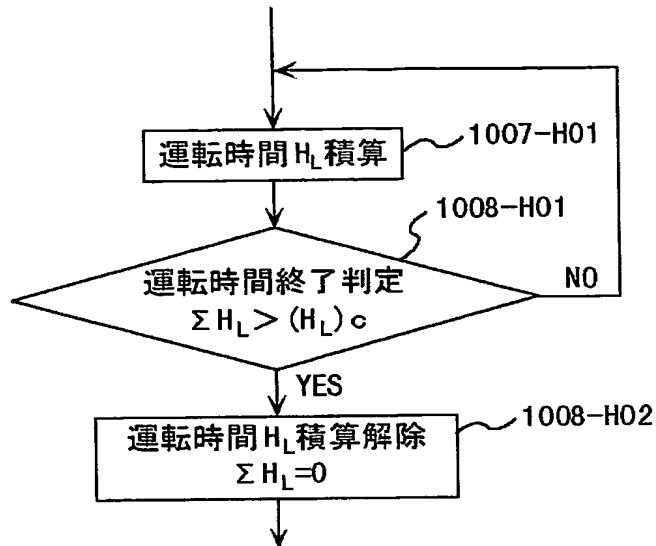 運転時間HL積算
1007-H01
1008-H01
運転時間終了判定
ΣHL>(HL)c
NO
YES
運転時間HL積算解除
ΣHL=0
1008-H02